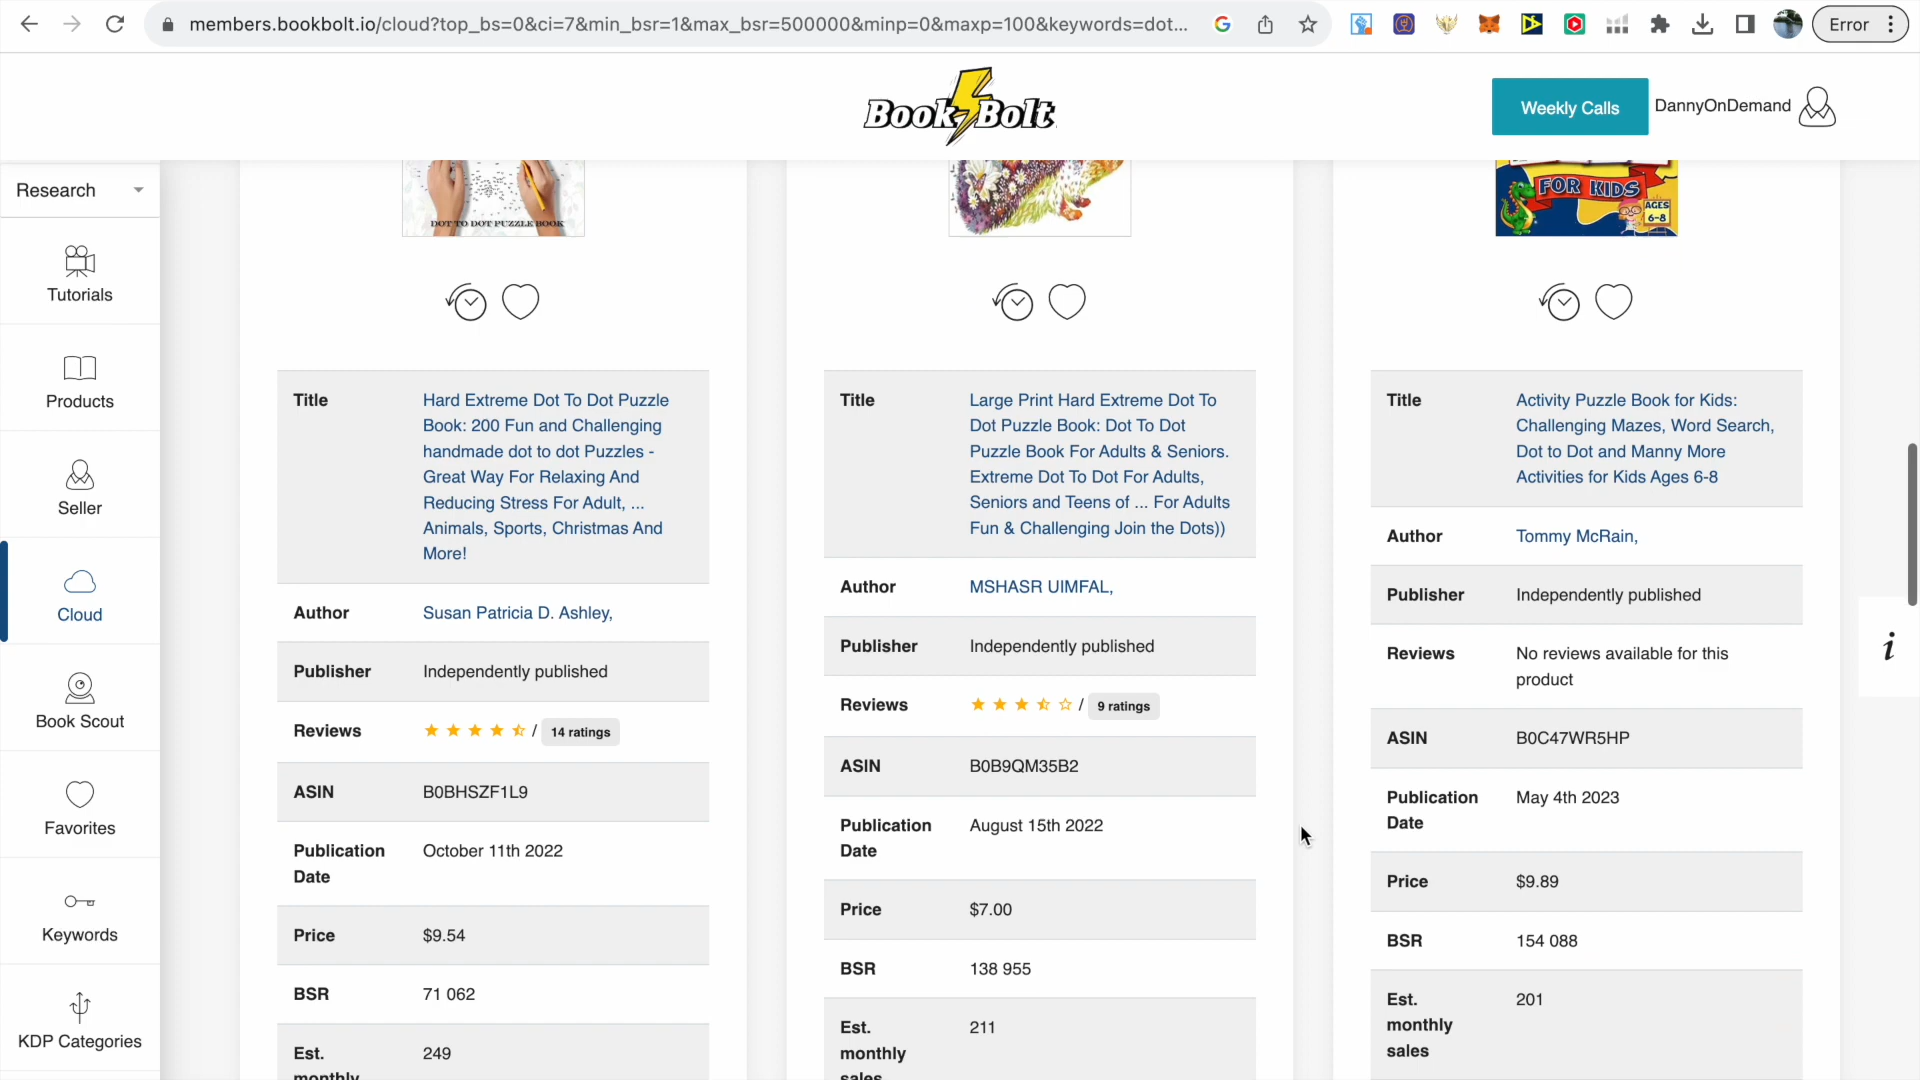 members.bookbolt.io/cloud?top_bs=0&ci=7&min_bsr=1&max_bsr=500000&minp=0&maxp=100&keywords=dot...
Error
Book Bolt
Weekly Calls
DannyOnDemand
Research
Tutorials
Products
Seller
Cloud
Book Scout
Favorites
Keywords
KDP Categories
DOT TO DOT PUZZLE BOOK
Title
Hard Extreme Dot To Dot Puzzle
Book: 200 Fun and Challenging
handmade dot to dot Puzzles -
Great Way For Relaxing And
Reducing Stress For Adult, ...
Animals, Sports, Christmas And
More!
Author
Susan Patricia D. Ashley,
Publisher
Independently published
Reviews
/ 14 ratings
ASIN
B0BHSZF1L9
Publication
Date
October 11th 2022
Price
$9.54
BSR
71 062
Est.
monthly
249
Title
Large Print Hard Extreme Dot To
Dot Puzzle Book: Dot To Dot
Puzzle Book For Adults & Seniors.
Extreme Dot To Dot For Adults,
Seniors and Teens of ... For Adults
Fun & Challenging Join the Dots))
Author
MSHASR UIMFAL,
Publisher
Independently published
Reviews
/ 9 ratings
ASIN
B0B9QM35B2
Publication
Date
August 15th 2022
Price
$7.00
BSR
138 955
Est.
monthly
sales
211
FOR KIDS
AGES
6-8
Title
Activity Puzzle Book for Kids:
Challenging Mazes, Word Search,
Dot to Dot and Manny More
Activities for Kids Ages 6-8
Author
Tommy McRain,
Publisher
Independently published
Reviews
No reviews available for this
product
ASIN
B0C47WR5HP
Publication
Date
May 4th 2023
Price
$9.89
BSR
154 088
Est.
monthly
sales
201
i